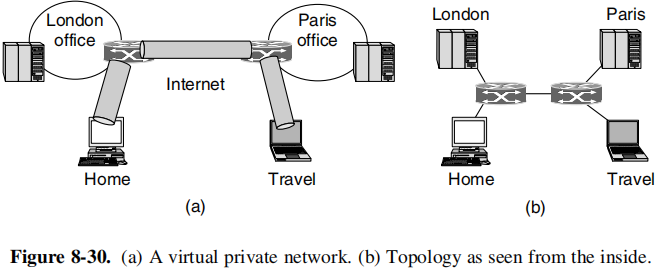 London
office
Paris
office
Internet
Home
Travel
(a)
London
Paris
Home
Travel
(b)
Figure 8-30. (a) A virtual private network. (b) Topology as seen from the inside.